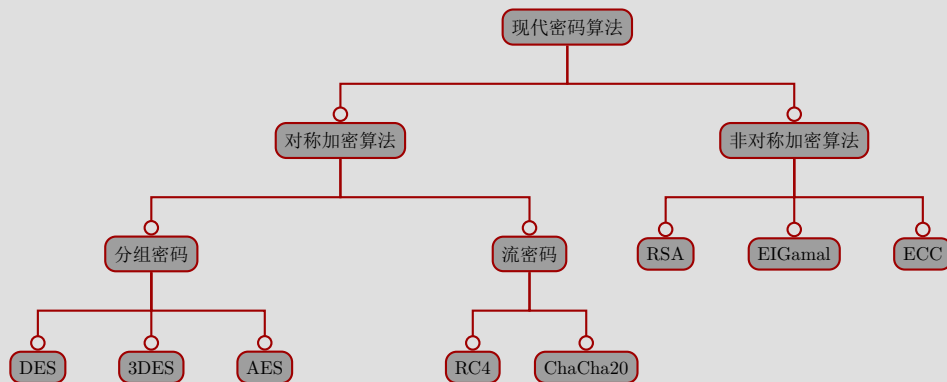 现代密码算法
对称加密算法
非对称加密算法
分组密码
流密码
RSA
EIGamal
ECC
DES
3DES
AES
RC4
ChaCha20